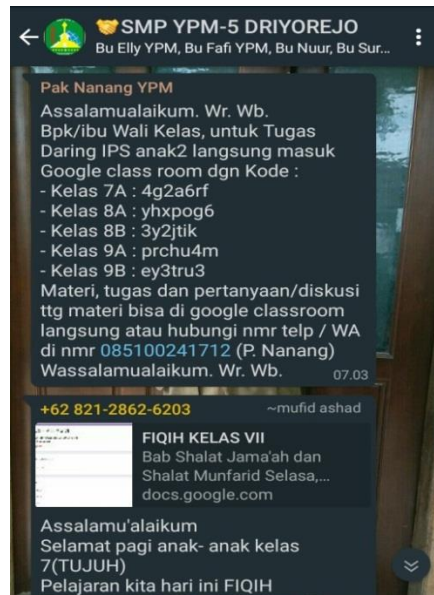 SMP YPM-5 DRIYOREJO
Bu Elly YPM, Bu Fafi YPM, Bu Nuur, Bu Sur...
Pak Nanang YPM
Assalamualaikum. Wr. Wb.
Bpk/ibu Wali Kelas, untuk Tugas
Daring IPS anak2 langsung masuk
Google class room dgn Kode :
- Kelas 7A : 4g2a6rf
- Kelas 8A : yhxpog6
- Kelas 8B : 3y2jtik
- Kelas 9A : prchu4m
- Kelas 9B : ey3tru3
Materi, tugas dan pertanyaan/diskusi
ttg materi bisa di google classroom
langsung atau hubungi nmr telp / WA
di nmr 085100241712 (P. Nanang)
Wassalamualaikum. Wr. Wb.
07.03
+62 821-2862-6203 ~mufid ashad
FIQIH KELAS VII
Bab Shalat Jama'ah dan
Shalat Munfarid Selasa,...
docs.google.com
Assalamu'alaikum
Selamat pagi anak- anak kelas
7(TUJUH)
Pelajaran kita hari ini FIQIH